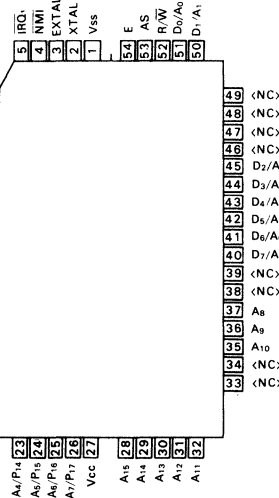 5 IRQ₁
4 NMI
3 EXTAL
2 XTAL
1 Vss
54 E
53 AS
52 R/W
51 D₀/A₀
50 D₁/A₁
49 <NC>
48 <NC>
47 <NC>
46 <NC>
45 D₂/A
44 D₃/A
43 D₄/A
42 D₅/A
41 D₆/A
40 D₇/A
39 <NC>
38 <NC>
37 A₈
36 A₉
35 A₁₀
34 <NC>
33 <NC>
23 A₄/P₁₄
24 A₅/P₁₅
25 A₆/P₁₆
26 A₇/P₁₇
27 Vcc
28 A₁₅
29 A₁₄
30 A₁₃
31 A₁₂
32 A₁₁